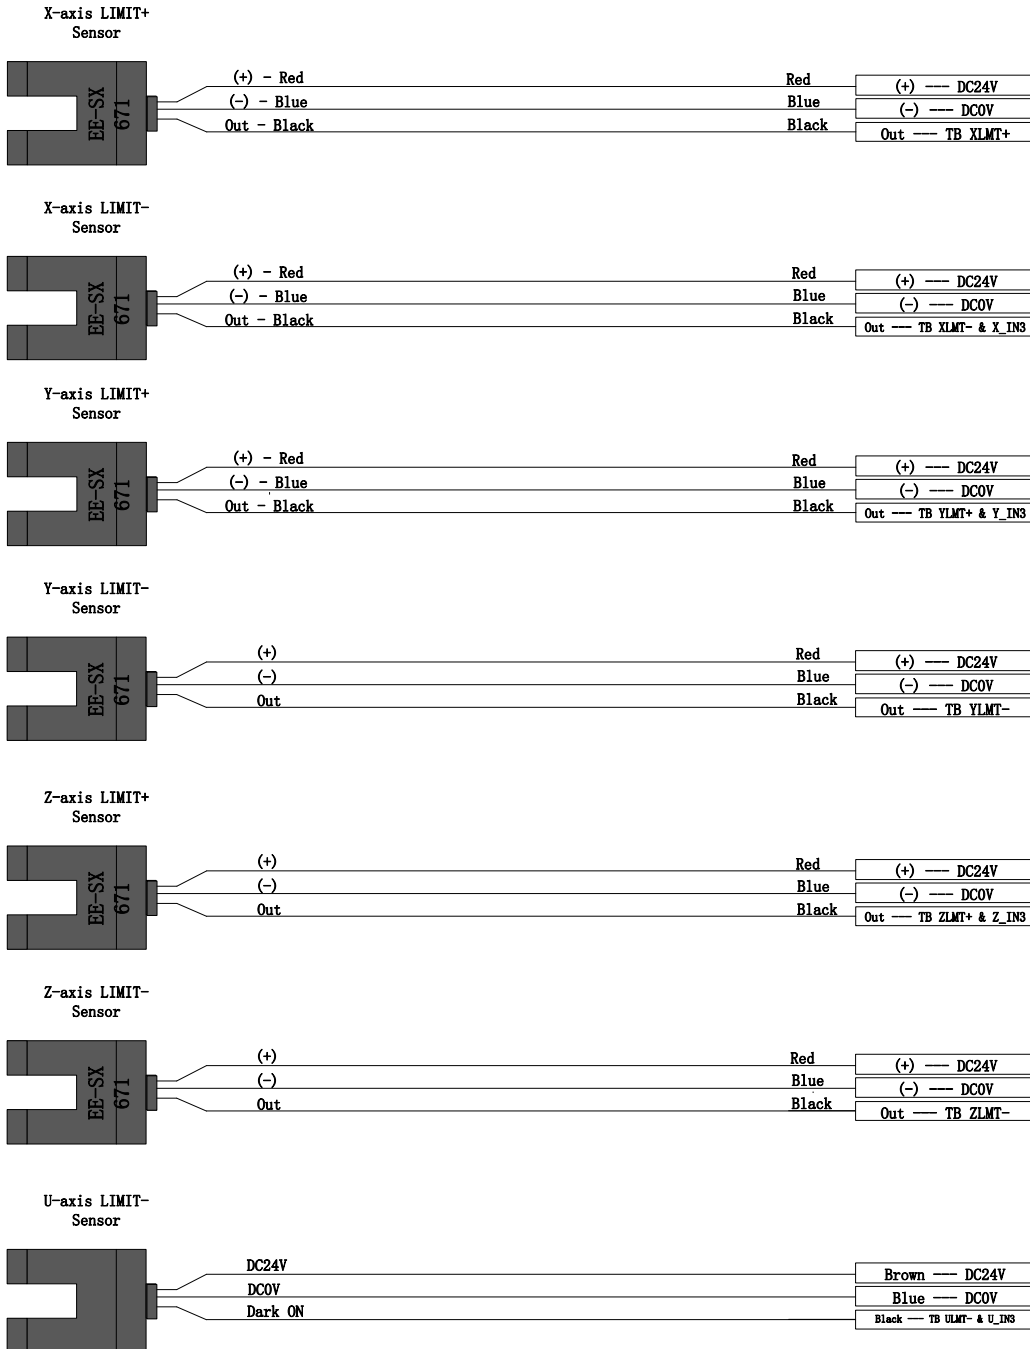 X-axis LIMIT+
Sensor
EE-SX
671
(+) - Red
(-) - Blue
Out - Black
Red
Blue
Black
(+) --- DC24V
(-) --- DC0V
Out --- TB XLMT+
X-axis LIMIT-
Sensor
EE-SX
671
(+) - Red
(-) - Blue
Out - Black
Red
Blue
Black
(+) --- DC24V
(-) --- DC0V
Out --- TB XLMT- & X_IN3
Y-axis LIMIT+
Sensor
EE-SX
671
(+) - Red
(-) - Blue
Out - Black
Red
Blue
Black
(+) --- DC24V
(-) --- DC0V
Out --- TB YLMT+ & Y_IN3
Y-axis LIMIT-
Sensor
EE-SX
671
(+)
(-)
Out
Red
Blue
Black
(+) --- DC24V
(-) --- DC0V
Out --- TB YLMT-
Z-axis LIMIT+
Sensor
EE-SX
671
(+)
(-)
Out
Red
Blue
Black
(+) --- DC24V
(-) --- DC0V
Out --- TB ZLMT+ & Z_IN3
Z-axis LIMIT-
Sensor
EE-SX
671
(+)
(-)
Out
Red
Blue
Black
(+) --- DC24V
(-) --- DC0V
Out --- TB ZLMT-
U-axis LIMIT-
Sensor
DC24V
DC0V
Dark ON
Brown --- DC24V
Blue --- DC0V
Black --- TB ULMT- & U_IN3